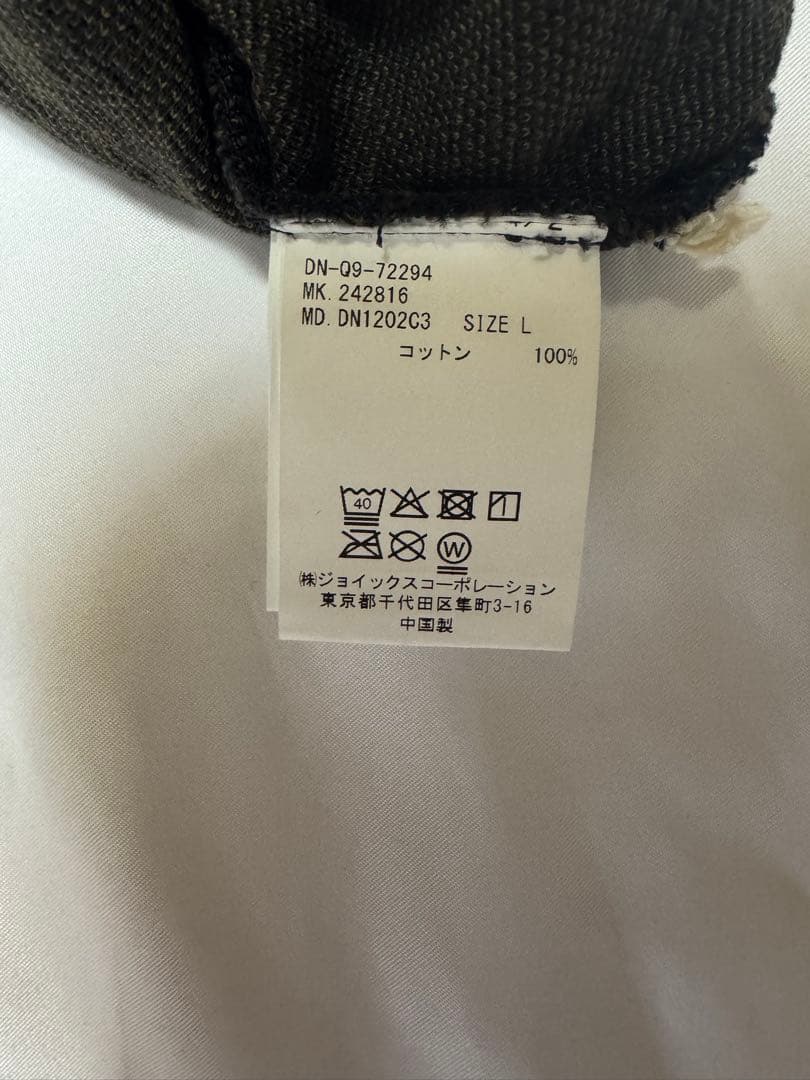 DN-Q9-72294
MK. 242816
MD. DN1202C3 SIZE L
コットン 100%
40
1
W
㈱ジョイックスコーポレーション
東京都千代田区隼町3-16
中国製